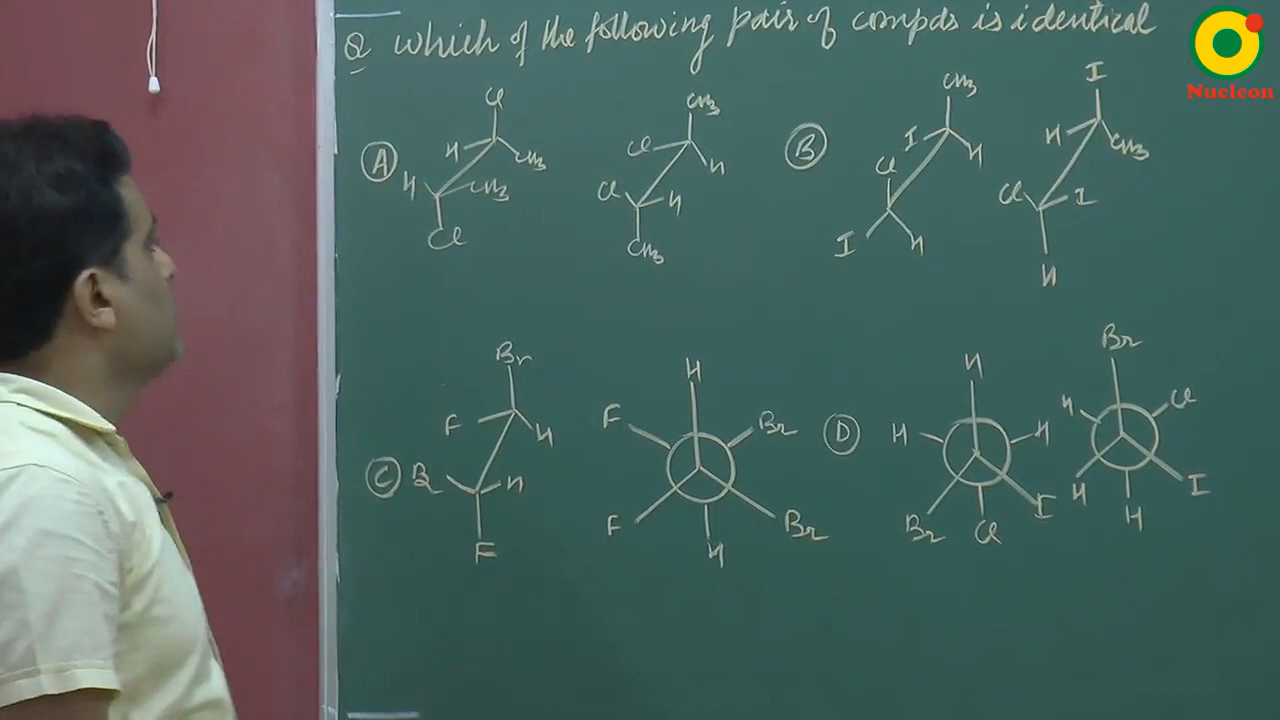 Q Which of the following pair of compds is identical
Nucleon
A
Cl
H
CH3
H
CH3
Cl
CH3
Cl
H
Cl
H
CH3
B
CH3
I
H
Cl
I
H
I
H
CH3
Cl
I
H
C
Br
F
H
Br
H
F
H
F
Br
F
Br
H
D
H
H
H
Br
Cl
I
Br
H
Cl
H
I
H